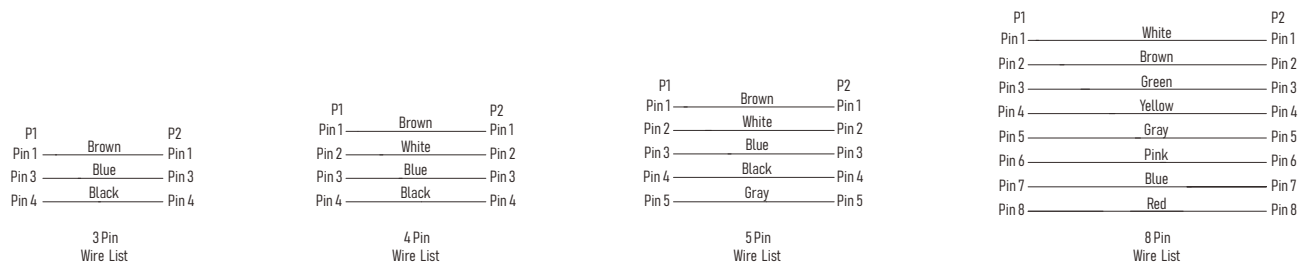 P1 P2
Pin 1 Brown Pin 1
Pin 3 Blue Pin 3
Pin 4 Black Pin 4
3 Pin
Wire List
P1 P2
Pin 1 Brown Pin 1
Pin 2 White Pin 2
Pin 3 Blue Pin 3
Pin 4 Black Pin 4
4 Pin
Wire List
P1 P2
Pin 1 Brown Pin 1
Pin 2 White Pin 2
Pin 3 Blue Pin 3
Pin 4 Black Pin 4
Pin 5 Gray Pin 5
5 Pin
Wire List
P1 P2
Pin 1 White Pin 1
Pin 2 Brown Pin 2
Pin 3 Green Pin 3
Pin 4 Yellow Pin 4
Pin 5 Gray Pin 5
Pin 6 Pink Pin 6
Pin 7 Blue Pin 7
Pin 8 Red Pin 8
8 Pin
Wire List